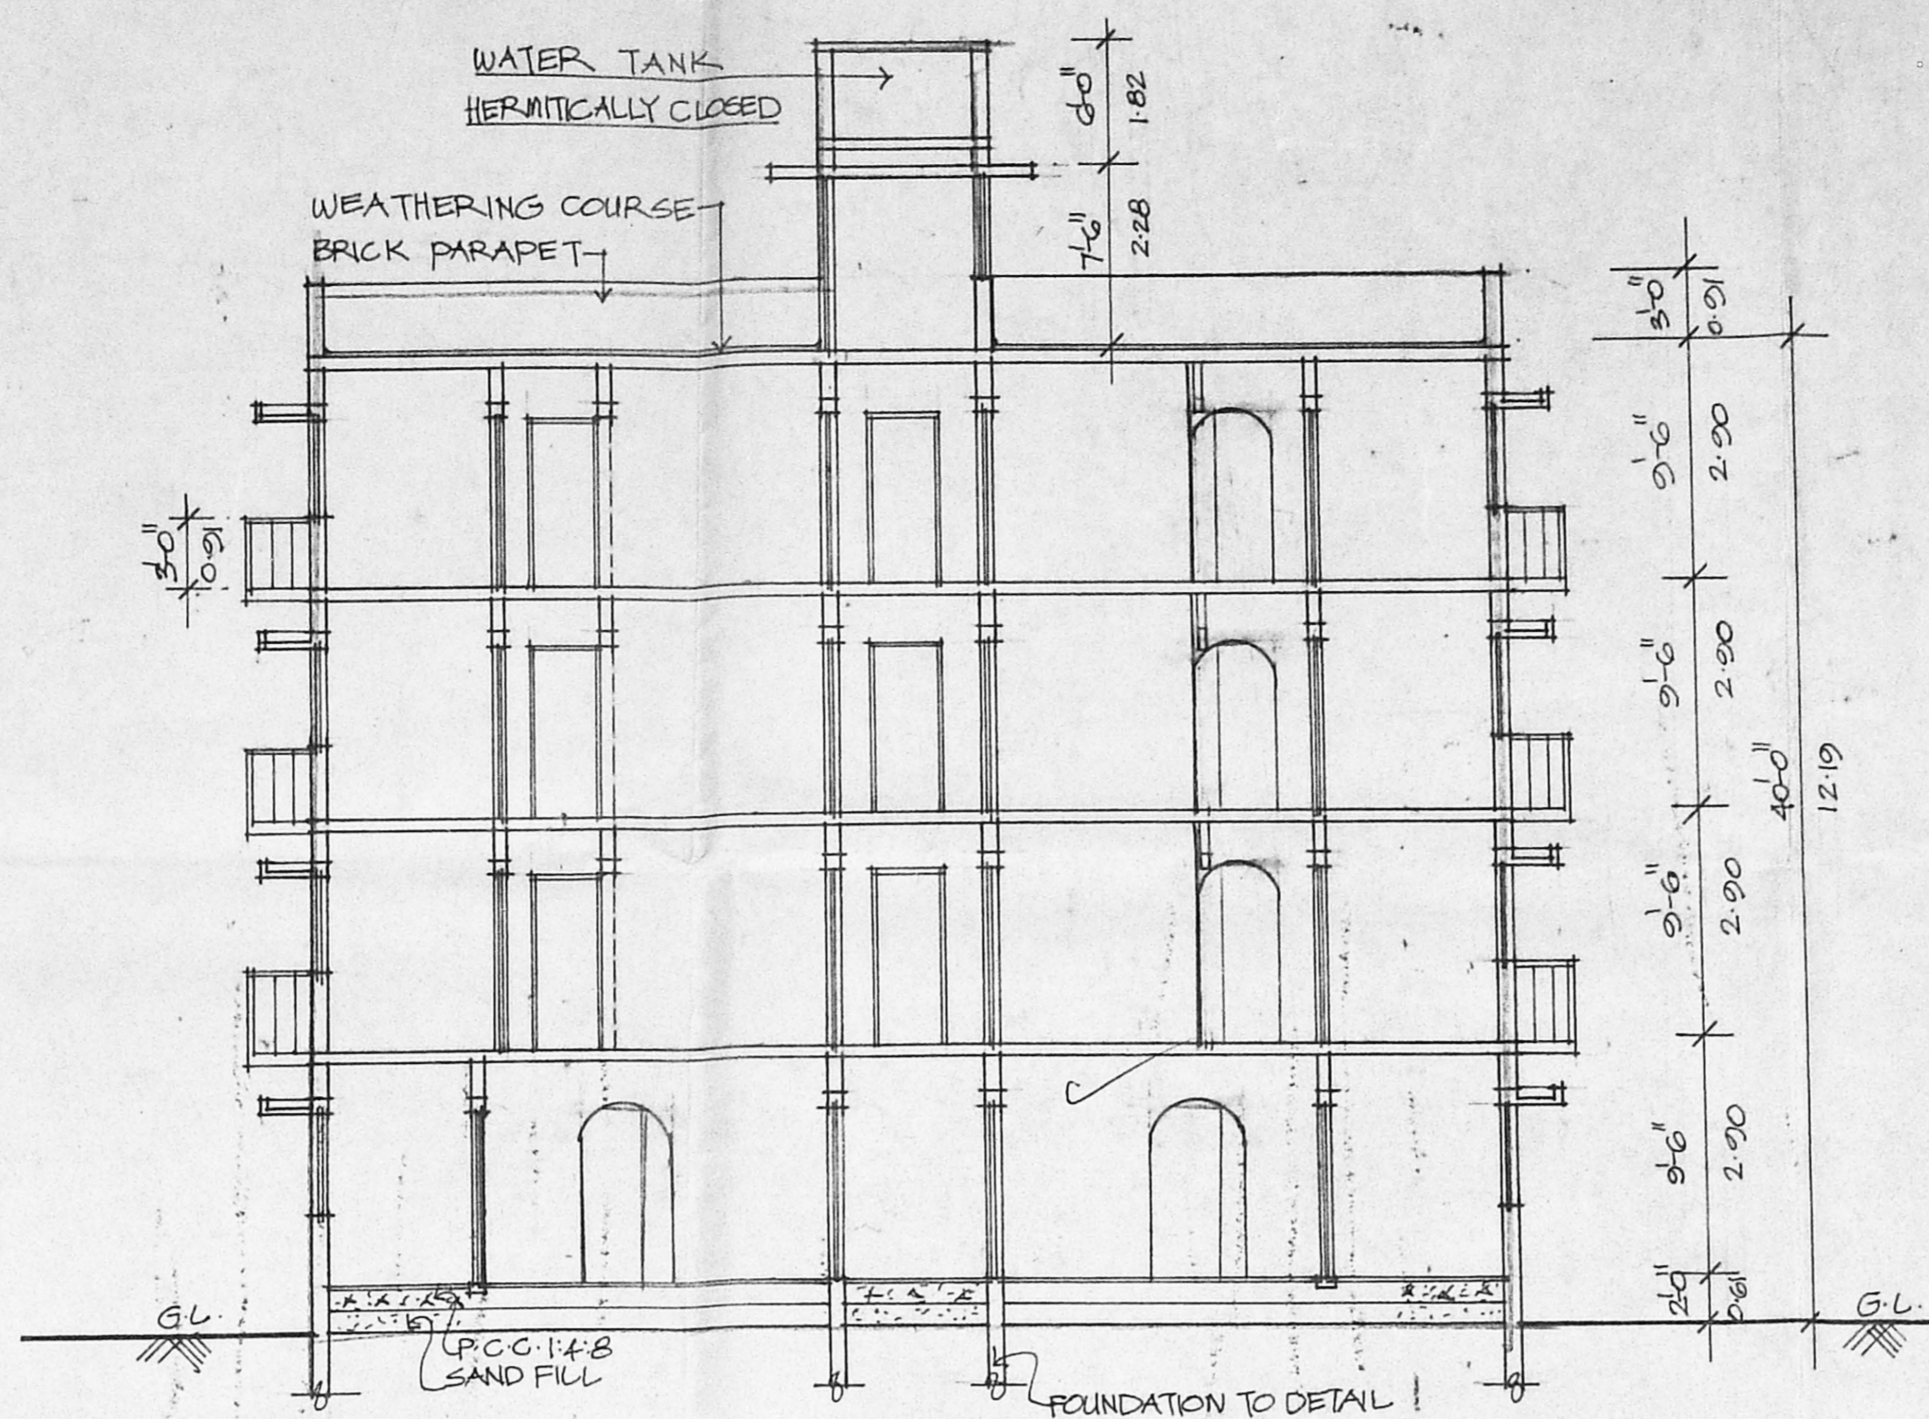 WATER TANK
HERMITICALLY CLOSED
6'-0"
1.82
WEATHERING COURSE
BRICK PARAPET
7'-6"
2.28
3'-0"
0.91
9'-6"
2.90
3'-0"
0.91
9'-6"
2.90
40'-0"
12.19
9'-6"
2.90
9'-6"
2.90
2'-0"
0.61
G.L.
G.L.
P.C.C. 1:4:8
SAND FILL
FOUNDATION TO DETAIL